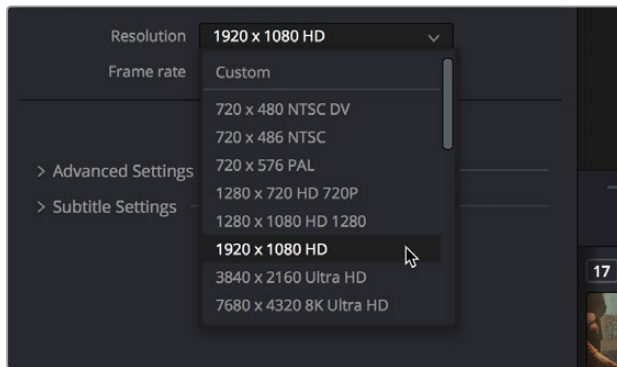 Resolution 1920 x 1080 HD
Frame rate
Custom
720 x 480 NTSC DV
720 x 486 NTSC
720 x 576 PAL
> Advanced Settings
1280 x 720 HD 720P
> Subtitle Settings
1280 x 1080 HD 1280
1920 x 1080 HD
3840 x 2160 Ultra HD
17
7680 x 4320 8K Ultra HD